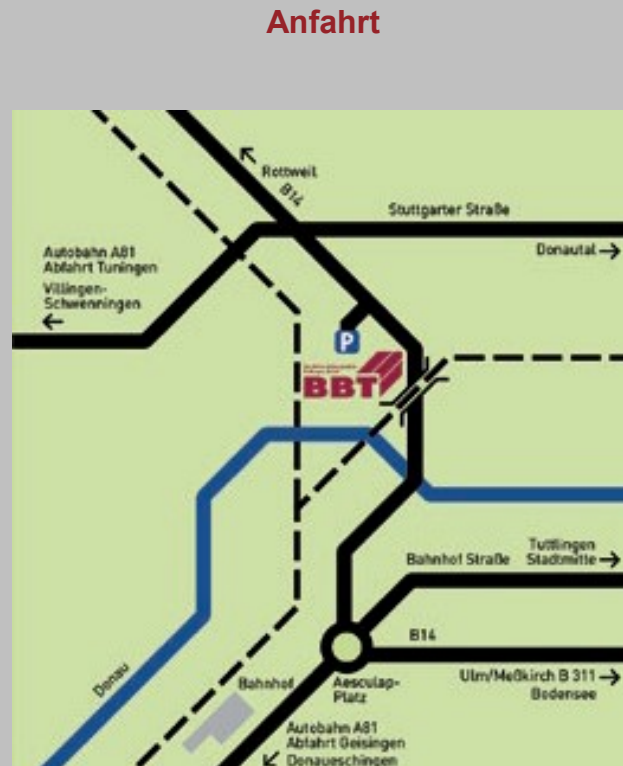 Anfahrt
Rottweil
B14
Stuttgarter Straße
Donautal
Autobahn A81
Abfahrt Tuningen
Villingen-
Schwenningen
P
BBT
Tuttlingen
Bahnhof Straße Stadtmitte
B14
Donau
Bahnhof
Aesculap-
Platz
Ulm/Meßkirch B 311
Bodensee
Autobahn A81
Abfahrt Geisingen
Donaueschingen